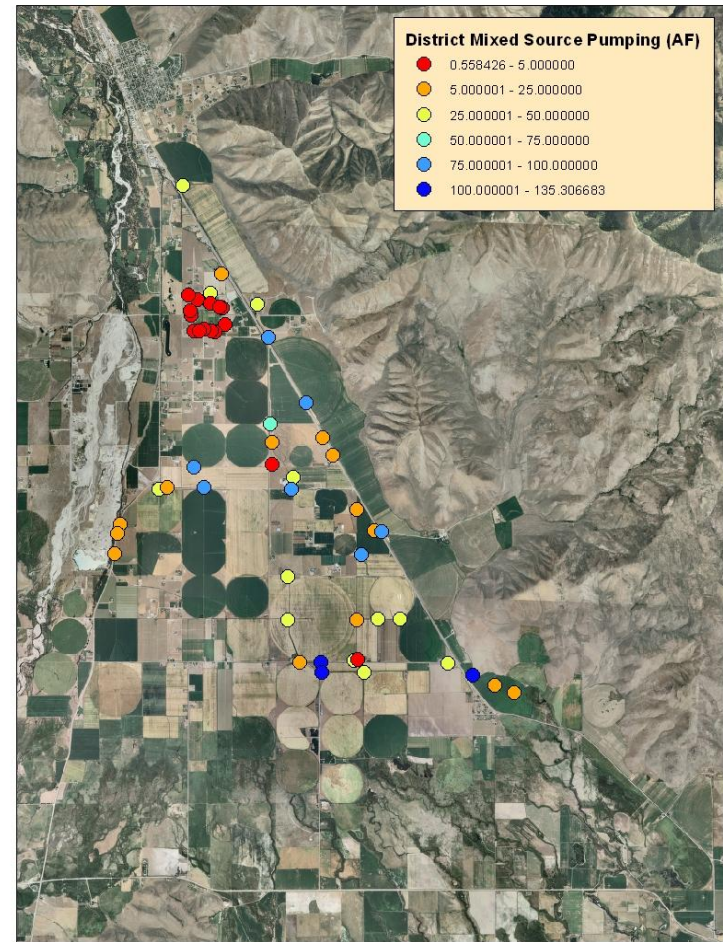 District Mixed Source Pumping (AF)
0.558426 - 5.000000
5.000001 - 25.000000
25.000001 - 50.000000
50.000001 - 75.000000
75.000001 - 100.000000
100.000001 - 135.306683